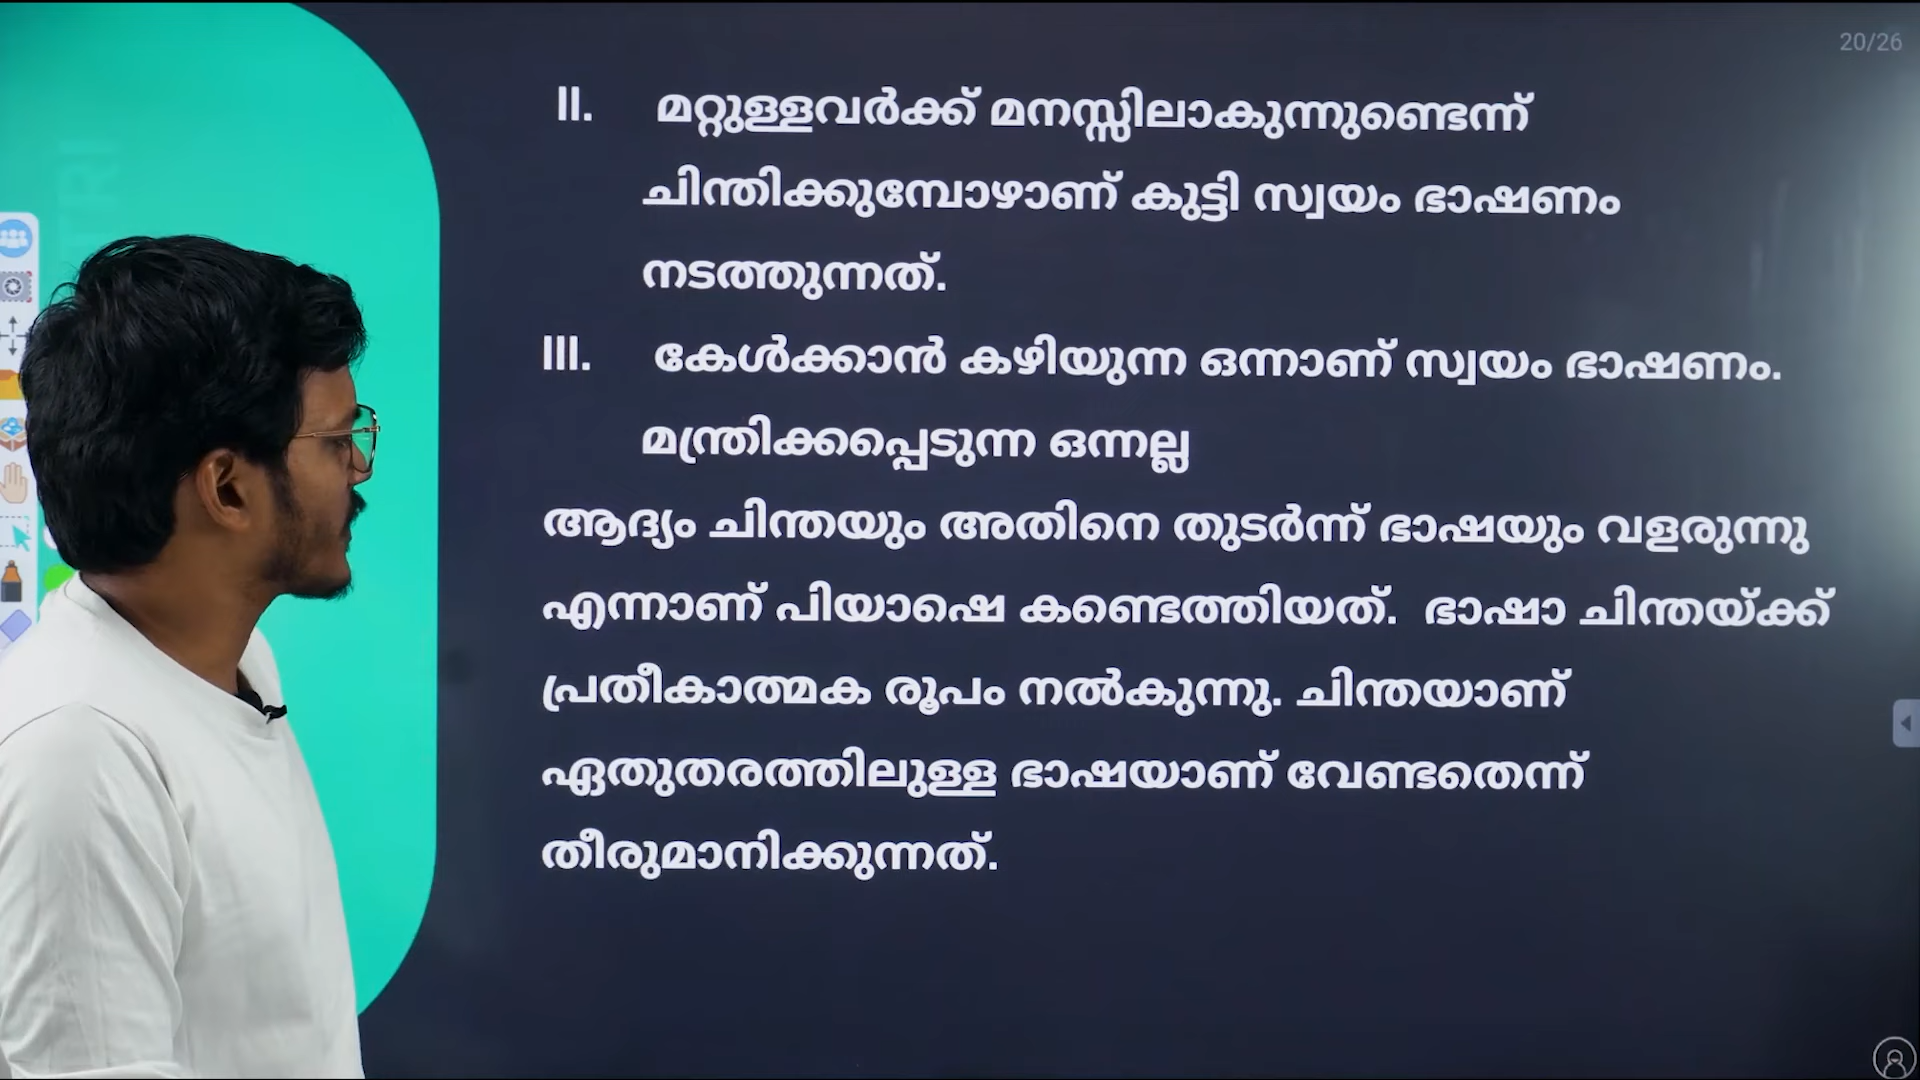 20/26
II. മറ്റുള്ളവർക്ക് മനസ്സിലാകുന്നുണ്ടെന്ന്
ചിന്തിക്കുമ്പോഴാണ് കുട്ടി സ്വയം ഭാഷണം
നടത്തുന്നത്.
III. കേൾക്കാൻ കഴിയുന്ന ഒന്നാണ് സ്വയം ഭാഷണം.
മന്ത്രിക്കപ്പെടുന്ന ഒന്നല്ല
ആദ്യം ചിന്തയും അതിനെ തുടർന്ന് ഭാഷയും വളരുന്നു
എന്നാണ് പിയാഷെ കണ്ടെത്തിയത്. ഭാഷാ ചിന്തയ്ക്ക്
പ്രതീകാത്മക രൂപം നൽകുന്നു. ചിന്തയാണ്
ഏതുതരത്തിലുള്ള ഭാഷയാണ് വേണ്ടതെന്ന്
തീരുമാനിക്കുന്നത്.